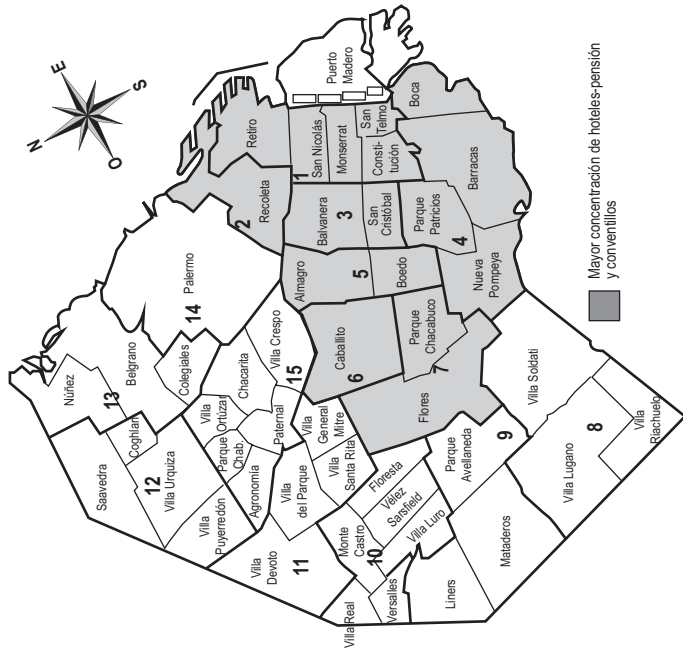 N
E
S
O
Núñez
13
Belgrano
Saavedra
Coghlan
12
Villa Urquiza
Colegiales
14
Palermo
Villa
Puyerredón
Parque
Chab.
Villa
Ortúzar
Chacarita
Agronomía
Paternal
Villa Crespo
15
2
Recoleta
Retiro
Puerto
Madero
1
San Nicolás
Monserrat
San
Telmo
Consti-
tución
Balvanera
3
San
Cristóbal
Almagro
5
Boedo
Caballito
6
Parque
Chacabuco
7
Flores
Villa
Devoto
11
Villa
del Parque
Villa
General
Mitre
Villa
Santa Rita
Monte
Castro
10
Floresta
Vélez
Sarsfield
Villa Luro
Villa Real
Versalles
Liners
Mataderos
Parque
Avellaneda
9
Villa Soldati
Villa Lugano
8
Villa
Riachuelo
Nueva
Pompeya
Parque
Patricios
4
Barracas
Boca
Mayor concentración de hoteles-pensión
y conventillos